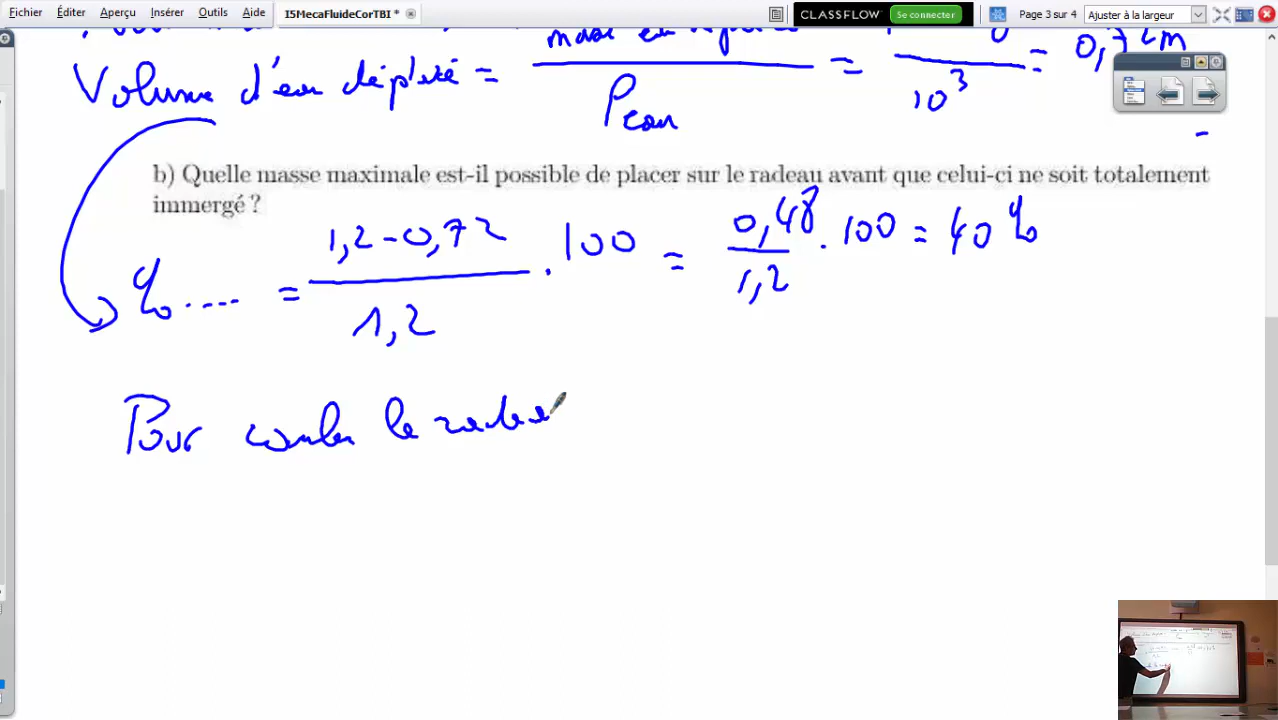 Fichier Éditer Aperçu Insérer Outils Aide I5MecaFluideCorTBI * CLASSFLOW Se connecter Page 3 sur 4 Ajuster à la largeur
Volume d'eau déplacé = / ρeau = / 10³ = 0,72 m
b) Quelle masse maximale est-il possible de placer sur le radeau avant que celui-ci ne soit totalement
immergé ?
%.... = 1,2 - 0,72 / 1,2 . 100 = 0,48 / 1,2 . 100 = 40 %
Pour couler le radea